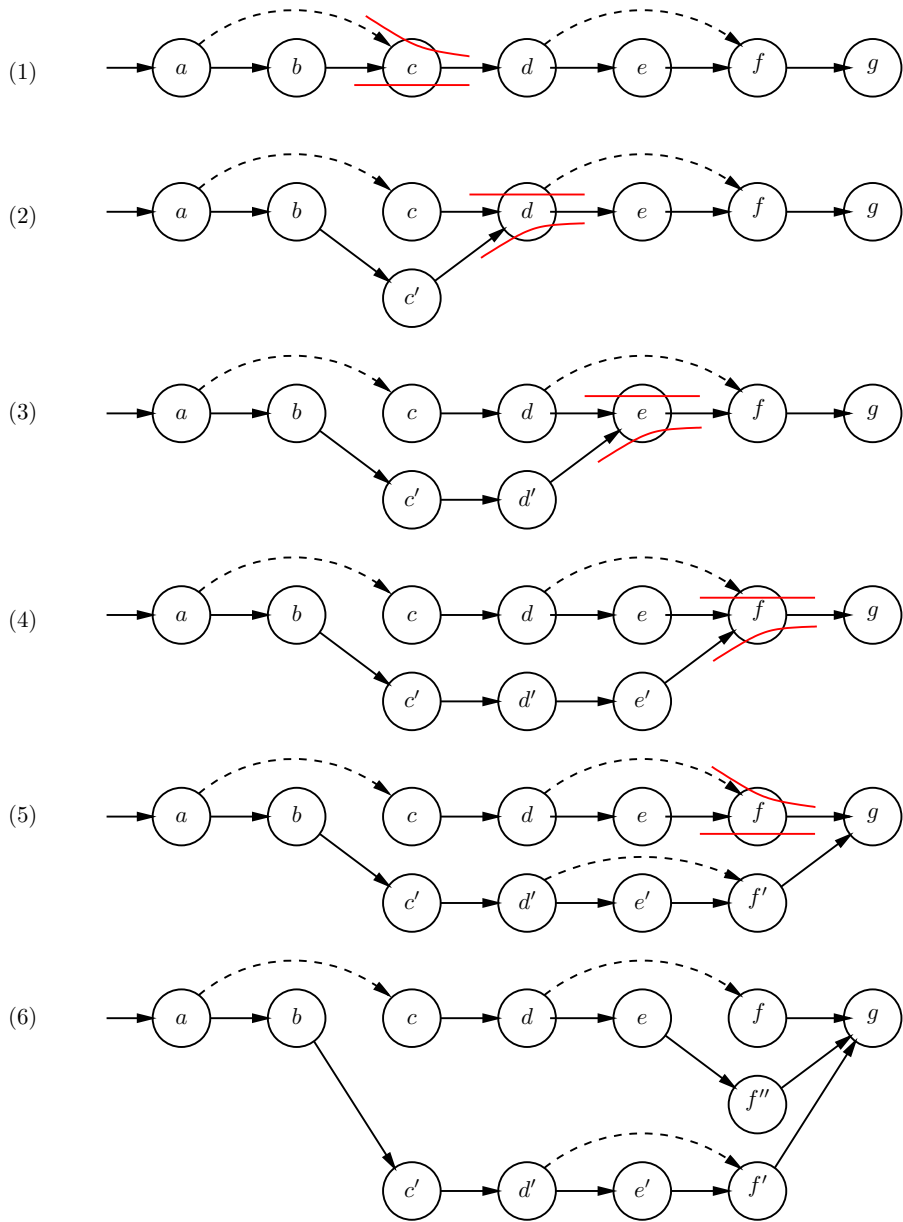 (1) a b c d e f g
(2) a b c d e f g
c′
(3) a b c d e f g
c′ d′
(4) a b c d e f g
c′ d′ e′
(5) a b c d e f g
c′ d′ e′ f′
(6) a b c d e f g
f′′
c′ d′ e′ f′